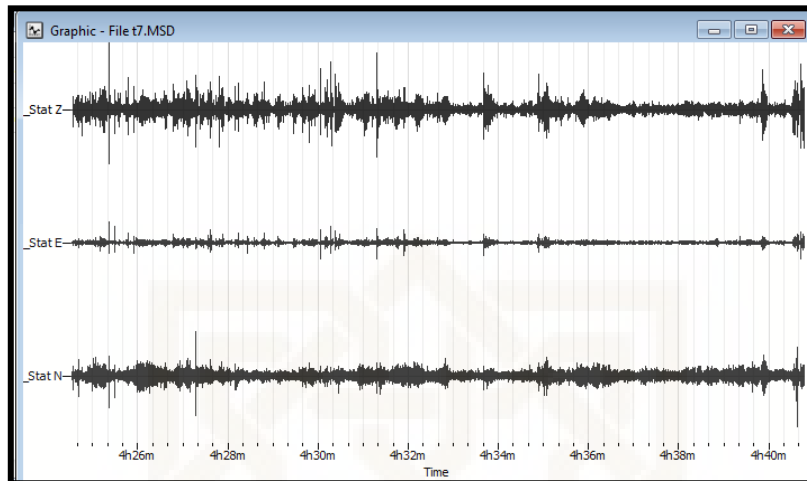 Graphic - File t7.MSD
_Stat Z
_Stat E
_Stat N
4h26m 4h28m 4h30m 4h32m 4h34m 4h36m 4h38m 4h40m
Time